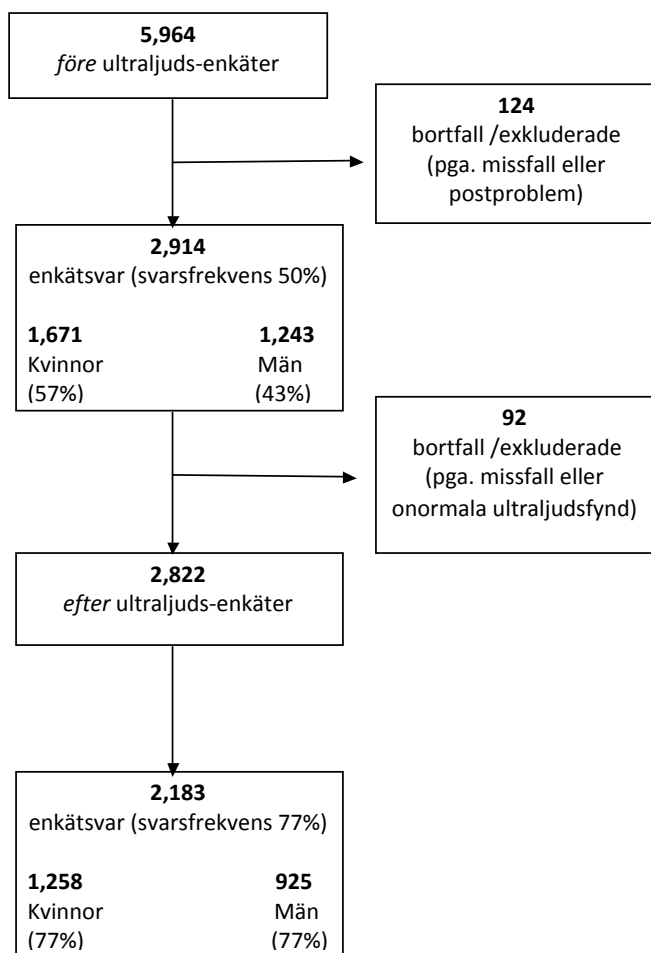 5,964
före ultraljuds-enkäter
124
bortfall /exkluderade
(pga. missfall eller
postproblem)
2,914
enkätsvar (svarsfrekvens 50%)
1,671 1,243
Kvinnor Män
(57%) (43%)
92
bortfall /exkluderade
(pga. missfall eller
onormala ultraljudsfynd)
2,822
efter ultraljuds-enkäter
2,183
enkätsvar (svarsfrekvens 77%)
1,258 925
Kvinnor Män
(77%) (77%)